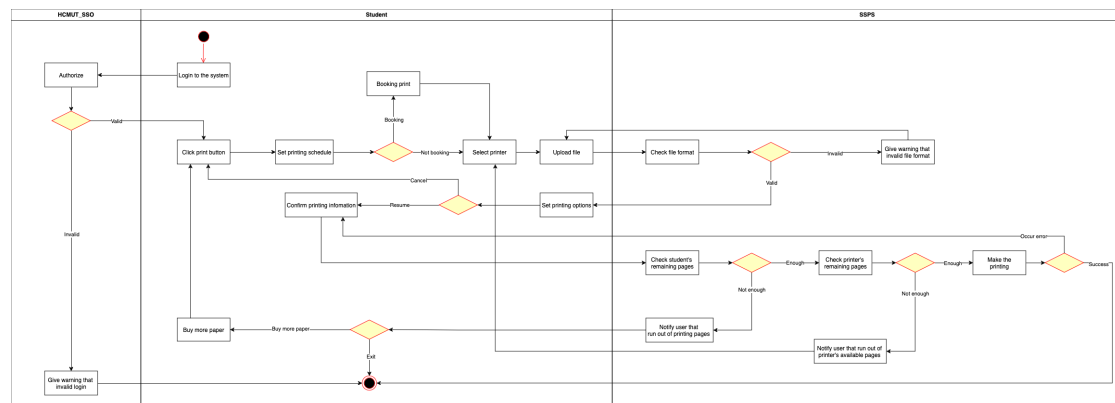 HCMUT_SSO
Student
SSPS
Authorize
Login to the system
Booking print
Booking
Valid
Click print button
Set printing schedule
Not booking
Select printer
Upload file
Check file format
Invalid
Give warning that
invalid file format
Cancel
Valid
Confirm printing infomation
Resume
Set printing options
Invalid
Occur error
Check student's
remaining pages
Enough
Check printer's
remaining pages
Enough
Make the
printing
Success
Not enough
Not enough
Buy more paper
Buy more paper
Notify user that
run out of printing pages
Notify user that run out of
printer's available pages
Exit
Give warning that
invalid login